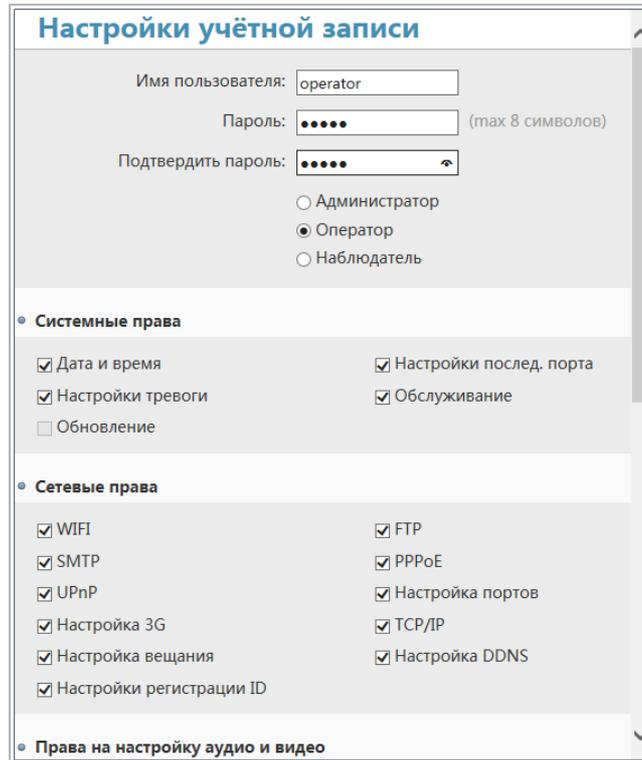 Настройки учётной записи
Имя пользователя: operator
Пароль: ●●●●● (max 8 символов)
Подтвердить пароль: ●●●●●
Администратор
Оператор
Наблюдатель
Системные права
Дата и время Настройки послед. порта
Настройки тревоги Обслуживание
Обновление
Сетевые права
WIFI FTP
SMTP PPPoE
UPnP Настройка портов
Настройка 3G TCP/IP
Настройка вещания Настройка DDNS
Настройки регистрации ID
Права на настройку аудио и видео